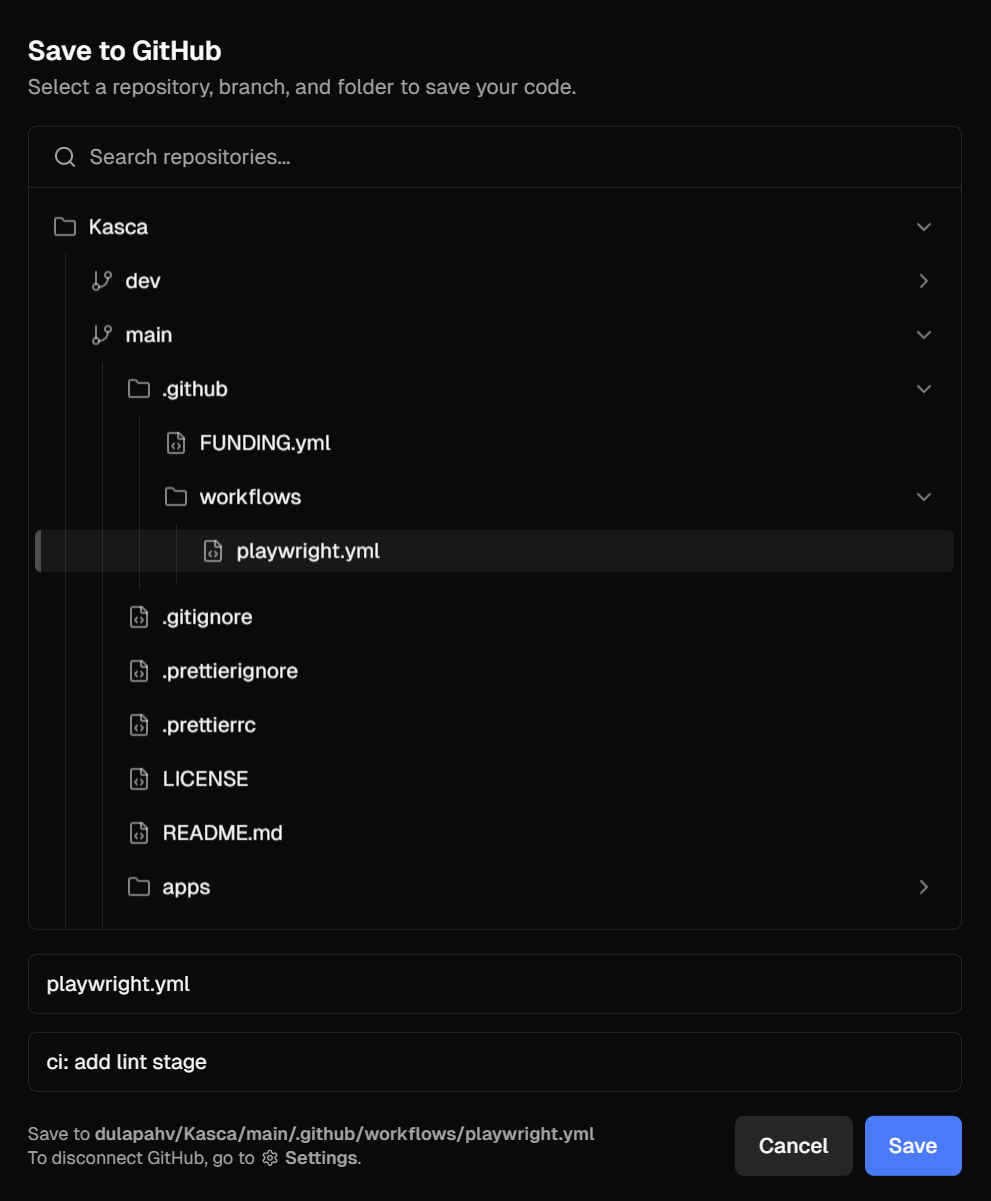 Save to GitHub
Select a repository, branch, and folder to save your code.
Search repositories...
Kasca
dev
main
.github
FUNDING.yml
workflows
playwright.yml
.gitignore
.prettierignore
.prettierrc
LICENSE
README.md
apps
playwright.yml
ci: add lint stage
Save to dulapahv/Kasca/main/.github/workflows/playwright.yml
To disconnect GitHub, go to Settings.
Cancel
Save